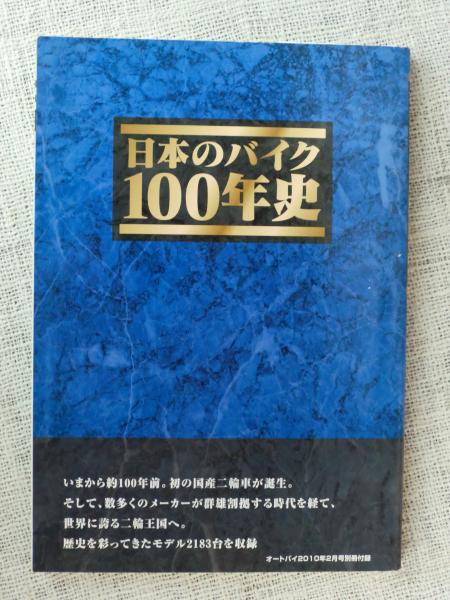 日本のバイク
100年史
いまから約100年前。初の国産二輪車が誕生。
そして、数多くのメーカーが群雄割拠する時代を経て、
世界に誇る二輪王国へ。
歴史を彩ってきたモデル2183台を収録
オートバイ2010年2月号別冊付録